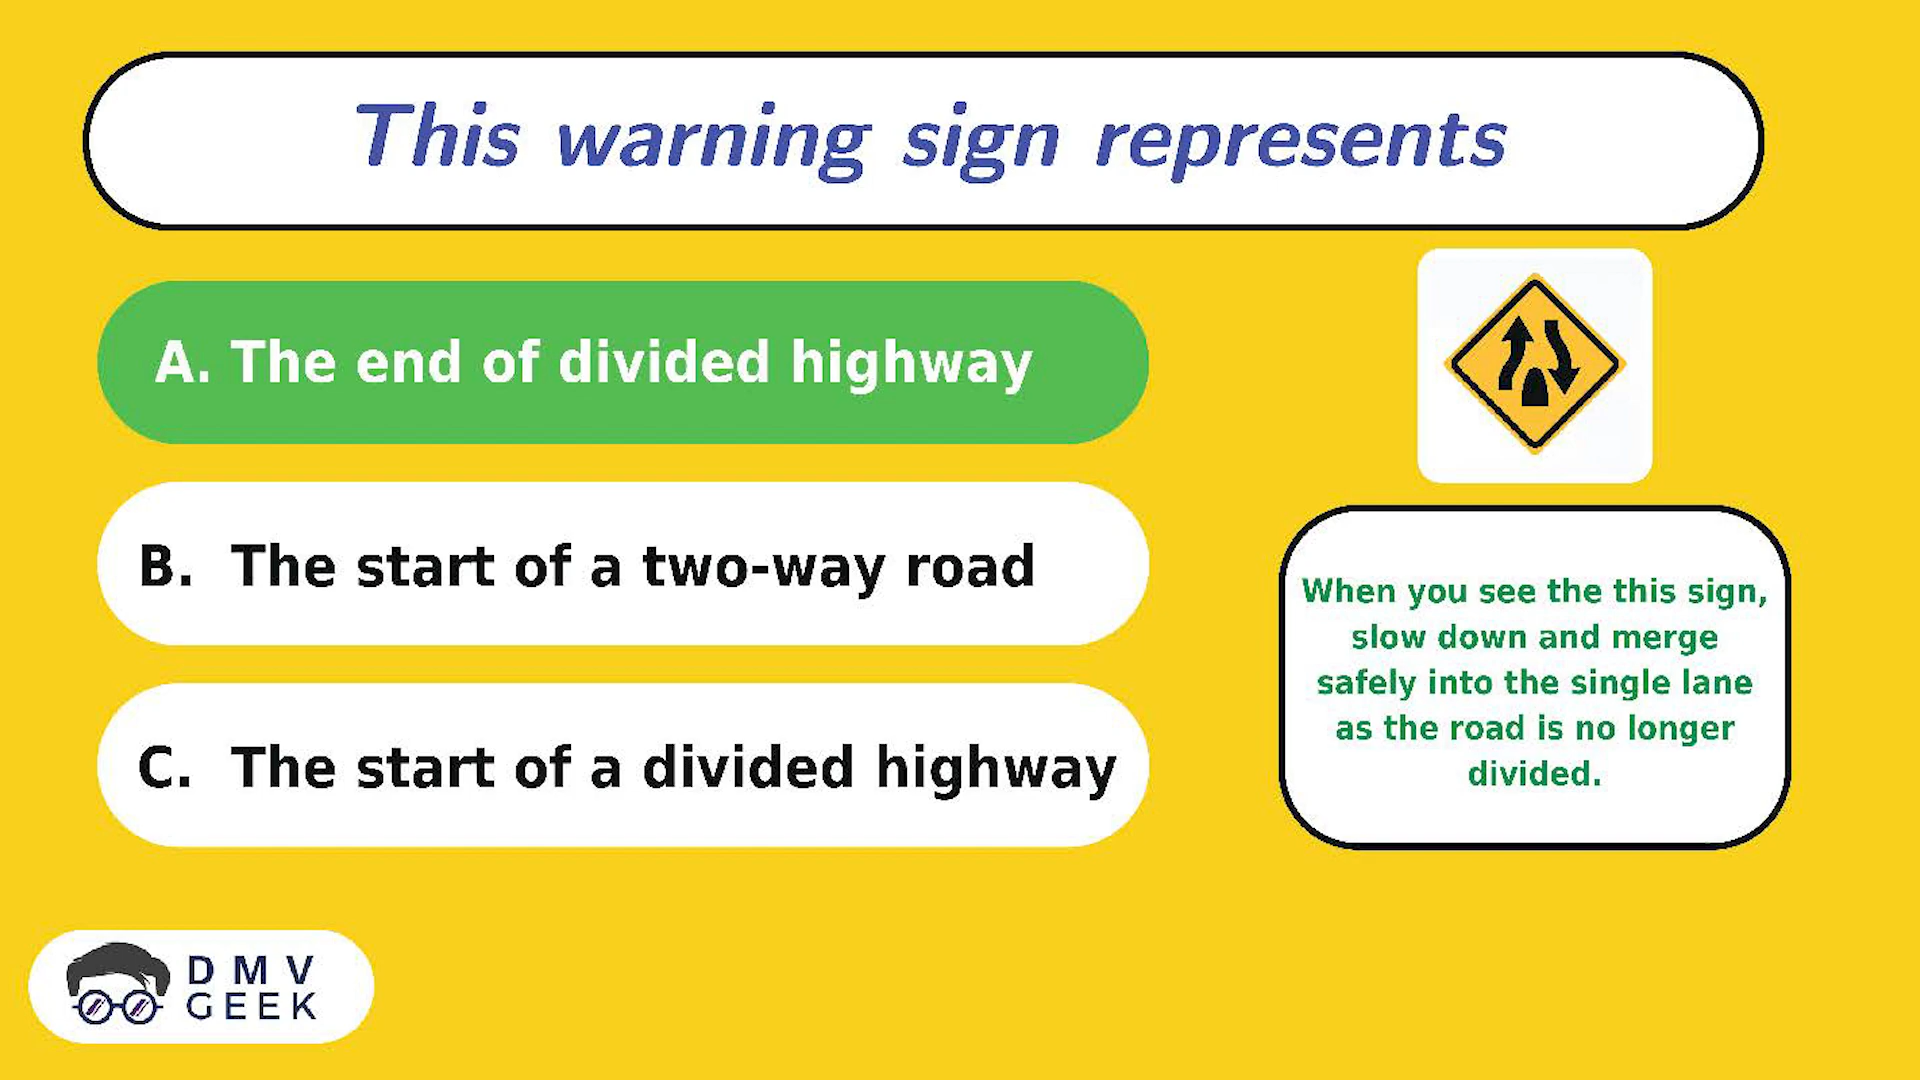 This warning sign represents
A. The end of divided highway
B. The start of a two-way road
C. The start of a divided highway
When you see the this sign,
slow down and merge
safely into the single lane
as the road is no longer
divided.
DMV
GEEK